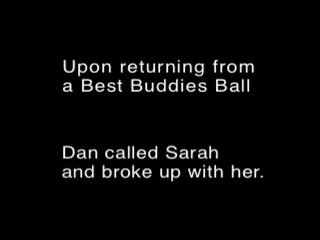 Upon returning from
a Best Buddies Ball
Dan called Sarah
and broke up with her.